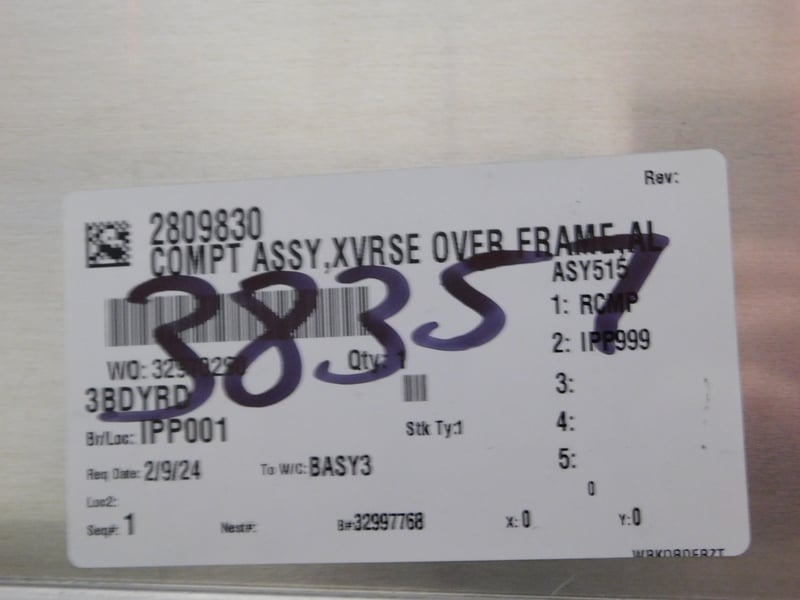 Rev:
2809830
COMPT ASSY,XVRSE OVER FRAME,AL
ASY515
38357
1: RCMP
WO: Qty: 1
2: IPP999
3BDYRD
3:
Br/Loc: IPP001
Stk Ty:1
4:
Req Date: 2/9/24
To W/C: BASY3
5:
0
Loc2:
Seq#: 1
Nest#:
B#32997768
X: 0
Y: 0